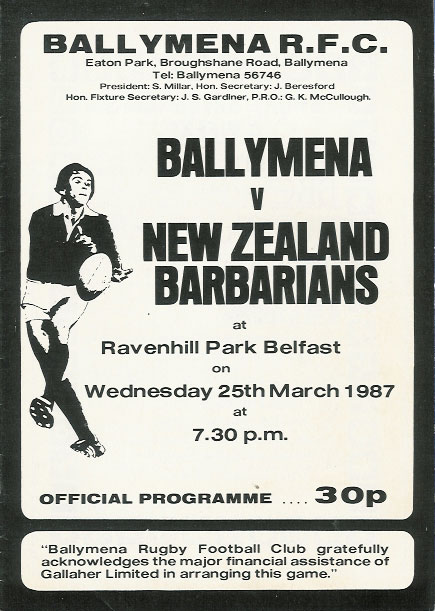 BALLYMENA R.F.C.
Eaton Park, Broughshane Road, Ballymena
Tel: Ballymena 56746
President: S. Millar, Hon. Secretary: J. Beresford
Hon. Fixture Secretary: J. S. Gardiner, P.R.O.: G. K. McCullough.
BALLYMENA
V
NEW ZEALAND
BARBARIANS
at
Ravenhill Park Belfast
on
Wednesday 25th March 1987
at
7.30 p.m.
OFFICIAL PROGRAMME .... 30p
"Ballymena Rugby Football Club gratefully
acknowledges the major financial assistance of
Gallaher Limited in arranging this game."